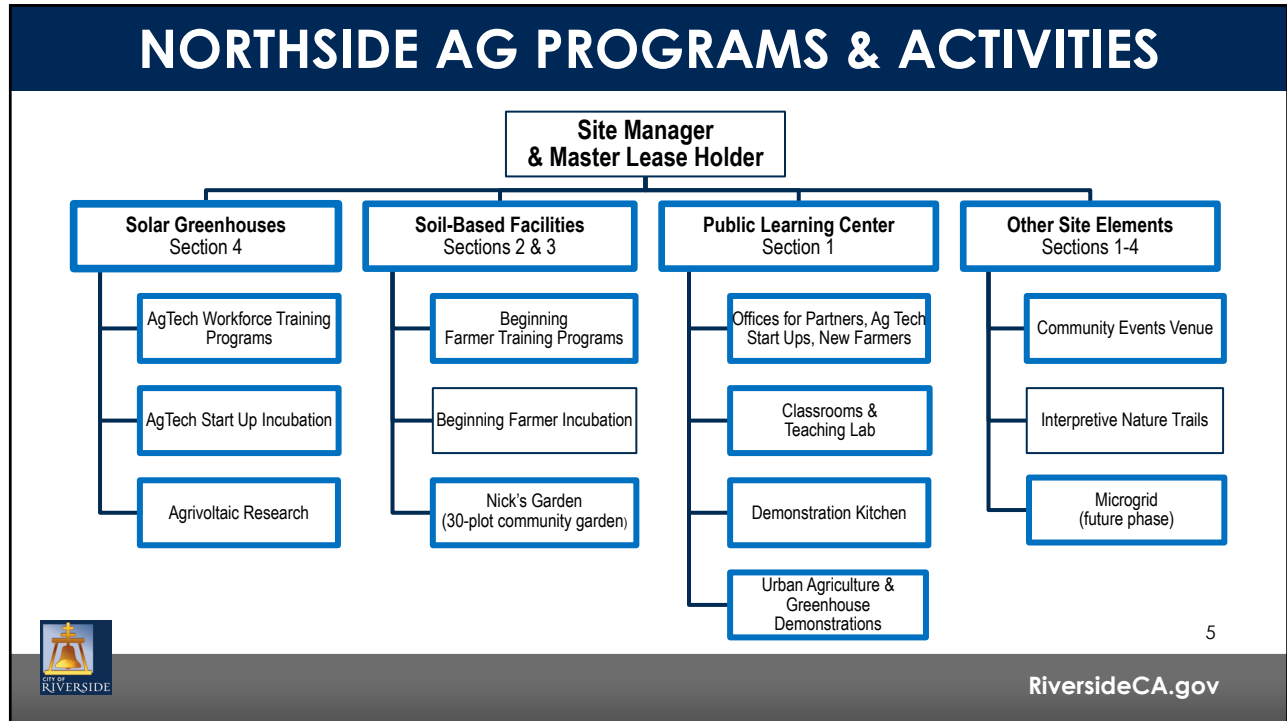 NORTHSIDE AG PROGRAMS & ACTIVITIES
Site Manager
& Master Lease Holder
Solar Greenhouses
Section 4
AgTech Workforce Training
Programs
AgTech Start Up Incubation
Agrivoltaic Research
Soil-Based Facilities
Sections 2 & 3
Beginning
Farmer Training Programs
Beginning Farmer Incubation
Nick's Garden
(30-plot community garden)
Public Learning Center
Section 1
Offices for Partners, Ag Tech
Start Ups, New Farmers
Classrooms &
Teaching Lab
Demonstration Kitchen
Urban Agriculture &
Greenhouse
Demonstrations
Other Site Elements
Sections 1-4
Community Events Venue
Interpretive Nature Trails
Microgrid
(future phase)
5
CITY OF
RIVERSIDE
RiversideCA.gov